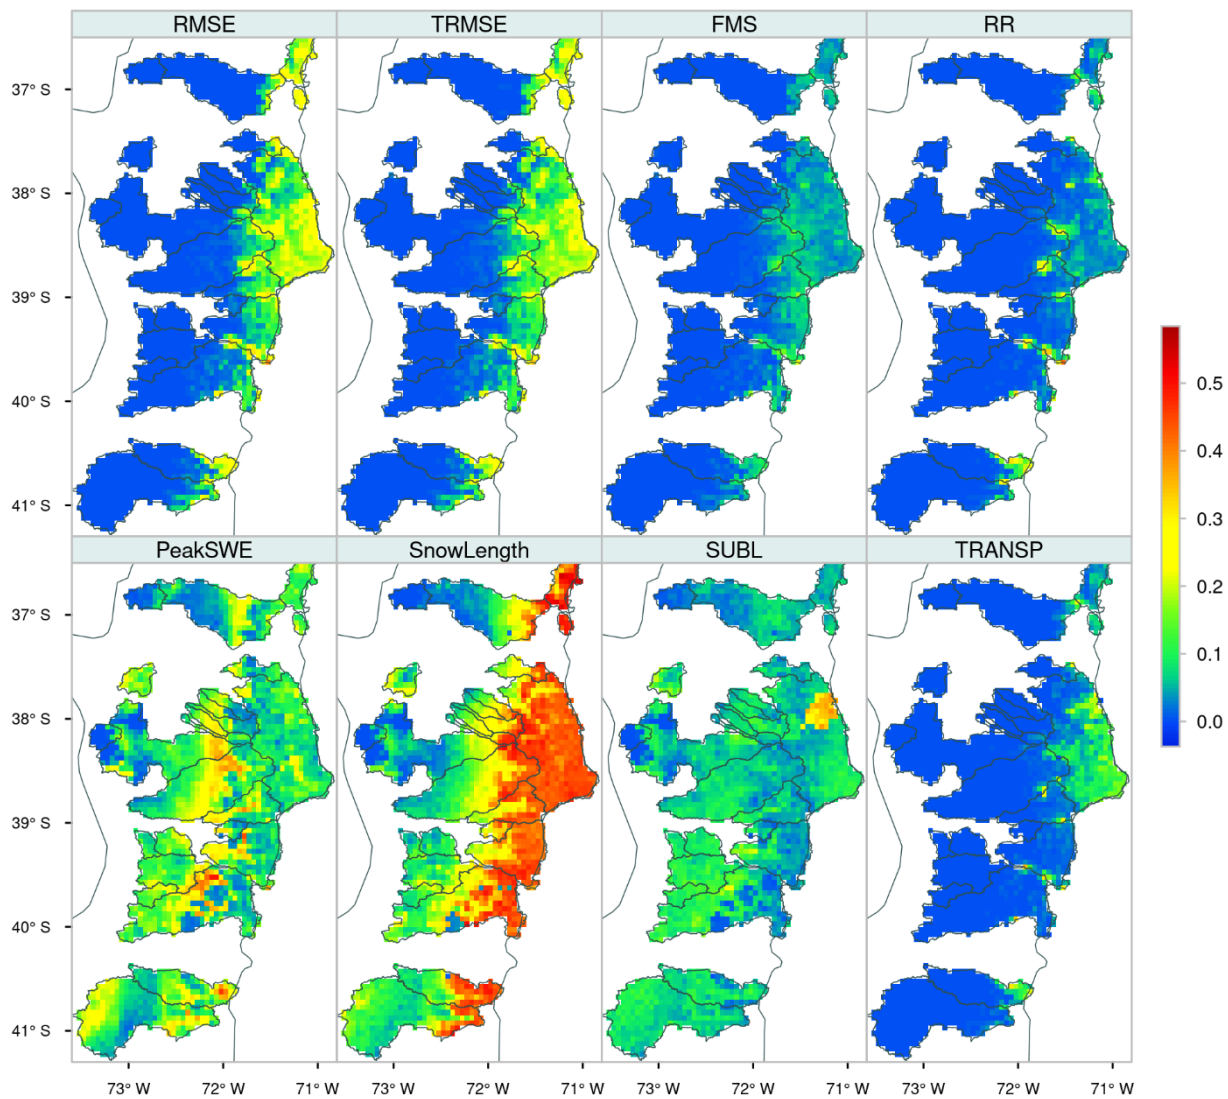 RMSE TRMSE FMS RR
37° S
38° S
39° S
40° S
41° S
PeakSWE SnowLength SUBL TRANSP
37° S
38° S
39° S
40° S
41° S
73° W 72° W 71° W 73° W 72° W 71° W 73° W 72° W 71° W 73° W 72° W 71° W
0.5
0.4
0.3
0.2
0.1
0.0